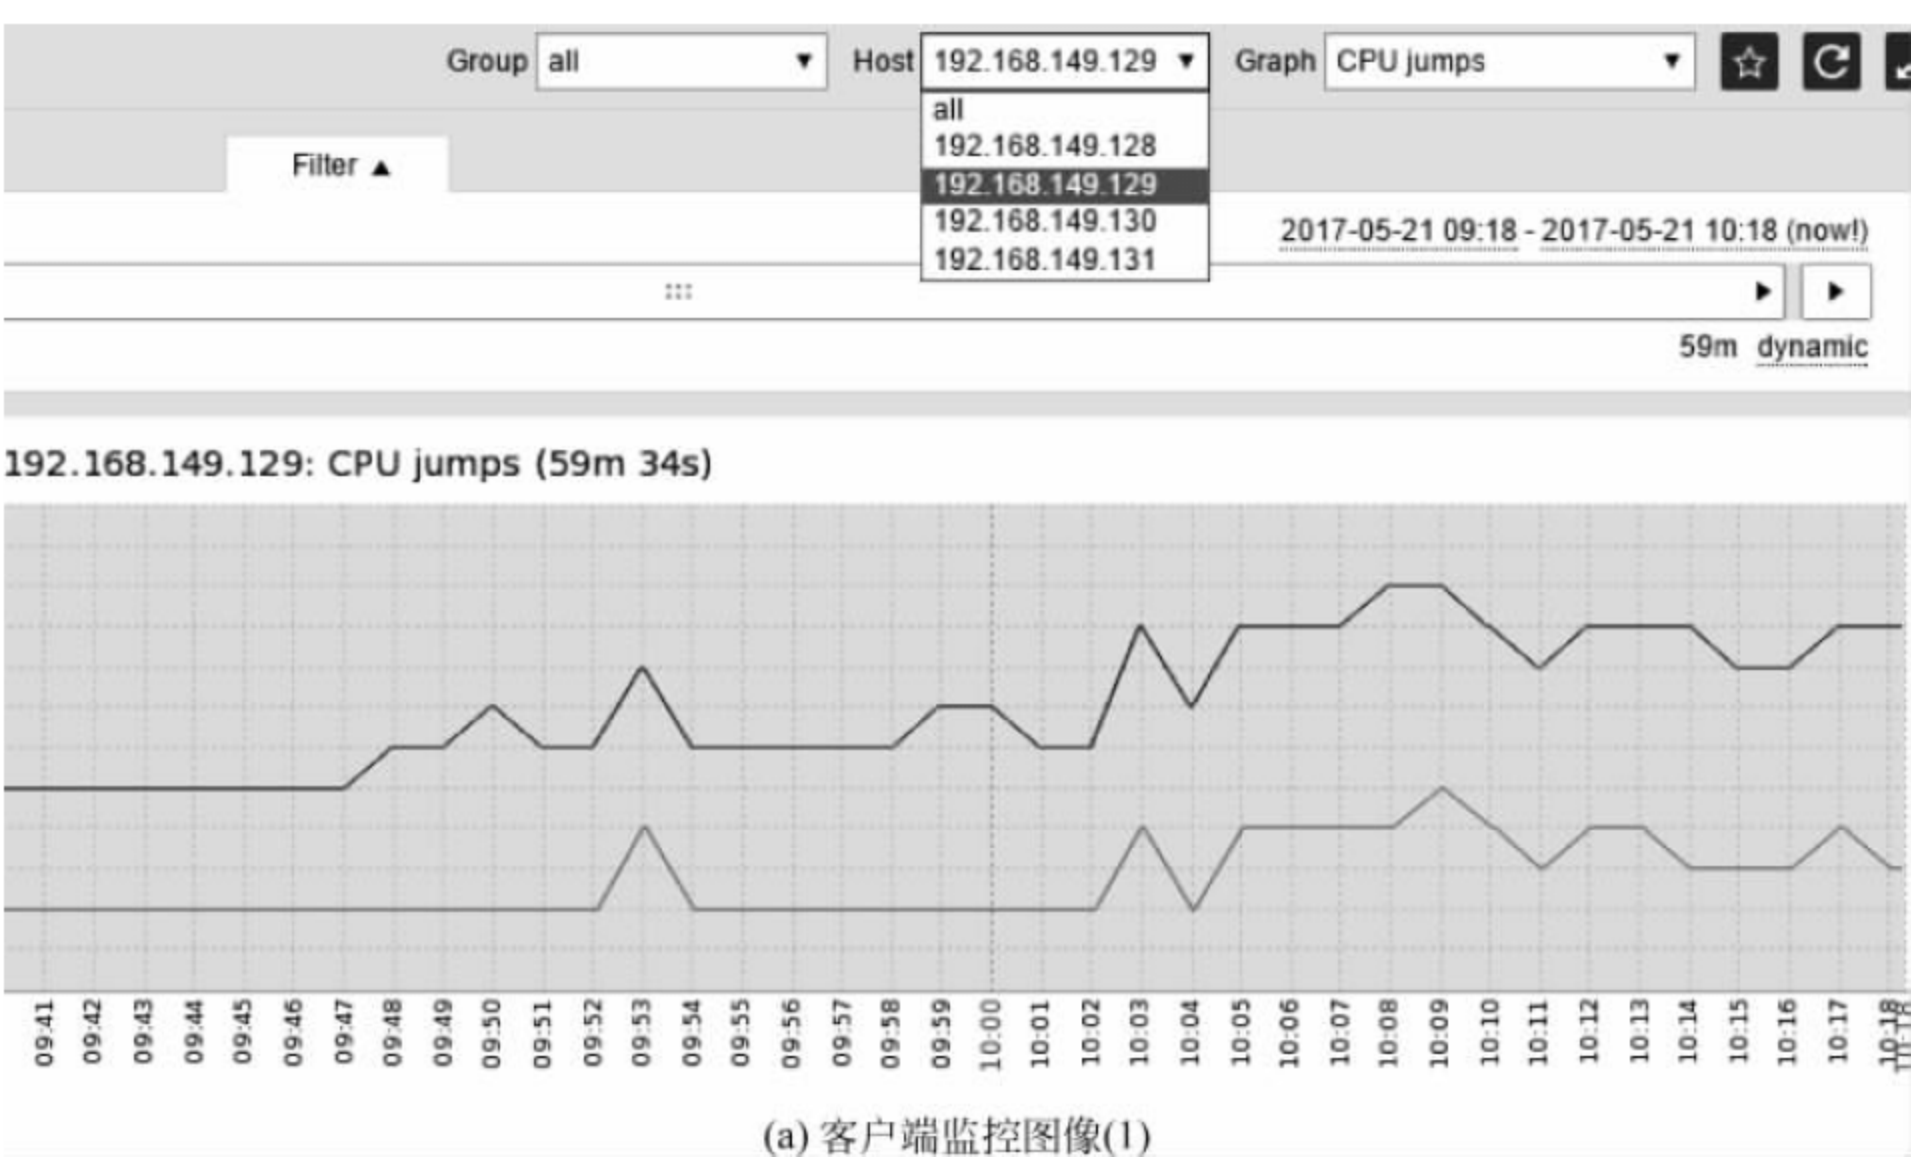 Group all Host 192.168.149.129 Graph CPU jumps
all
192.168.149.128
Filter 192.168.149.129
192.168.149.130
2017-05-21 09:18 - 2017-05-21 10:18 (now!)
192.168.149.131
59m dynamic
192.168.149.129: CPU jumps (59m 34s)
09:41 09:42 09:43 09:44 09:45 09:46 09:47 09:48 09:49 09:50 09:51 09:52 09:53 09:54 09:55 09:56 09:57 09:58 09:59 10:00 10:01 10:02 10:03 10:04 10:05 10:06 10:07 10:08 10:09 10:10 10:11 10:12 10:13 10:14 10:15 10:16 10:17 10:18
(a) 客户端监控图像(1)